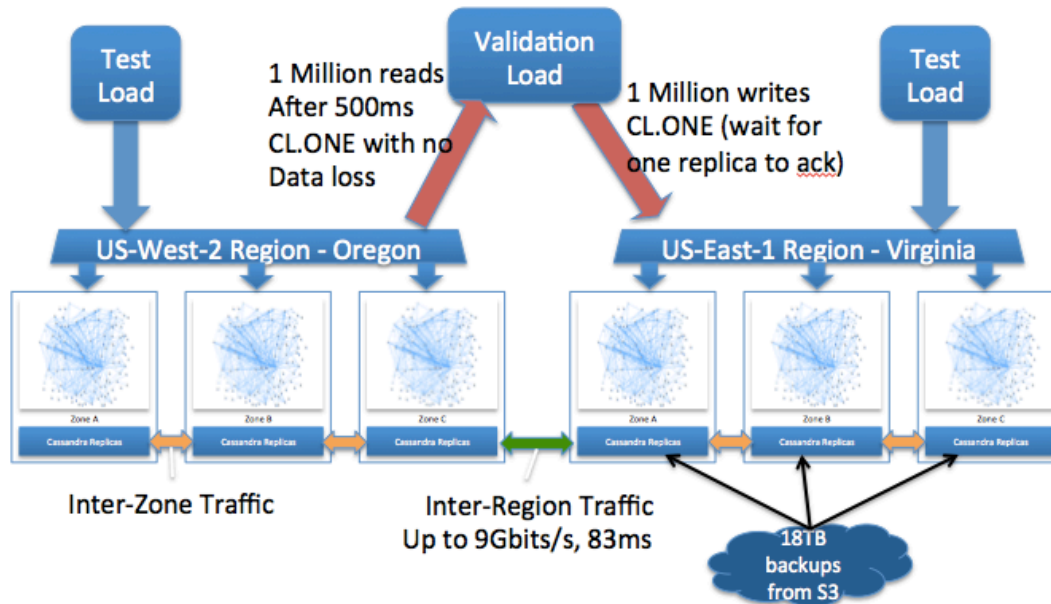 Test
Load
Validation
Load
Test
Load
1 Million reads
After 500ms
CL.ONE with no
Data loss
1 Million writes
CL.ONE (wait for
one replica to ack)
US-West-2 Region - Oregon
US-East-1 Region - Virginia
Zone A
Zone B
Zone C
Zone A
Zone B
Zone C
Cassandra Replicas
Cassandra Replicas
Cassandra Replicas
Cassandra Replicas
Cassandra Replicas
Cassandra Replicas
Inter-Zone Traffic
Inter-Region Traffic
Up to 9Gbits/s, 83ms
18TB
backups
from S3